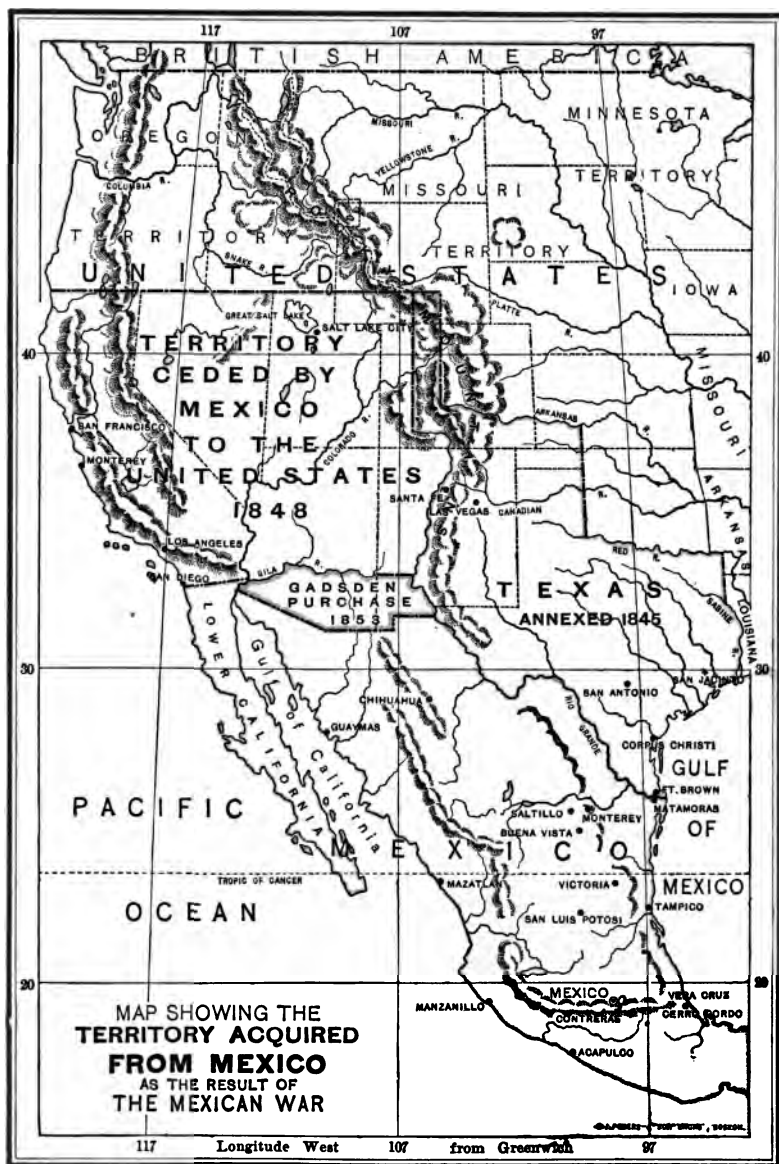 117 107 97
BRITISH AMERICA
MINNESOTA
TERRITORY
OREGON
TERRITORY
COLUMBIA R.
MISSOURI R.
YELLOWSTONE R.
MISSOURI
TERRITORY
SNAKE R.
UNITED STATES
IOWA
GREAT SALT LAKE
SALT LAKE CITY
PLATTE R.
40 40
TERRITORY
CEDED BY
MEXICO
TO THE
UNITED STATES
1848
MISSOURI
ARKANSAS R.
COLORADO R.
SAN FRANCISCO
MONTEREY
SANTA FE
LAS VEGAS
CANADIAN R.
ARKANSAS
LOS ANGELES
SAN DIEGO
GILA R.
RED R.
GADSDEN
PURCHASE
1853
TEXAS
ANNEXED 1845
SABINE R.
LOUISIANA
30 30
LOWER CALIFORNIA
Gulf of California
CHIHUAHUA
GUAYMAS
SAN ANTONIO
SAN JACINTO
RIO GRANDE
CORPUS CHRISTI
GULF
OF
MEXICO
FT. BROWN
MATAMORAS
PACIFIC
OCEAN
SALTILLO
MONTEREY
BUENA VISTA
MEXICO
TROPIC OF CANCER
MAZATLAN
VICTORIA
TAMPICO
SAN LUIS POTOSI
20 20
MEXICO
VERA CRUZ
MANZANILLO
CONTRERAS
CERRO GORDO
ACAPULCO
MAP SHOWING THE
TERRITORY ACQUIRED
FROM MEXICO
AS THE RESULT OF
THE MEXICAN WAR
117 107 97
Longitude West from Greenwich